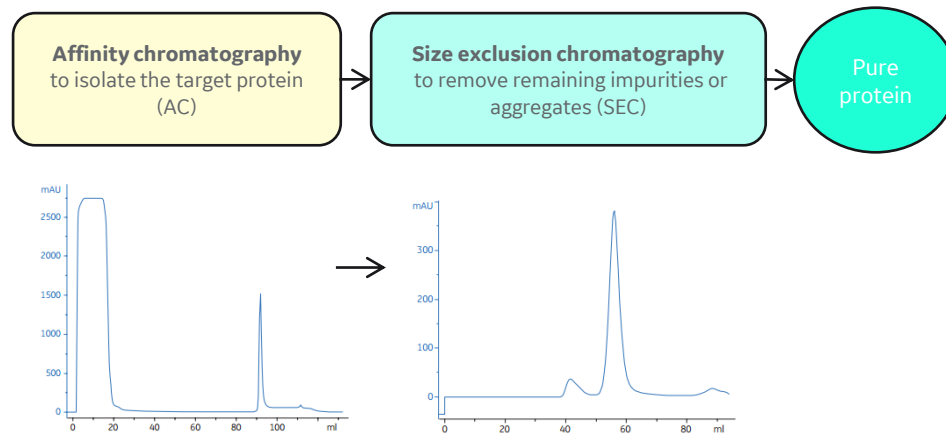 Affinity chromatography
to isolate the target protein
(AC)
Size exclusion chromatography
to remove remaining impurities or
aggregates (SEC)
Pure
protein
mAU
2500
2000
1500
1000
500
0
0 20 40 60 80 100 ml
mAU
300
200
100
0
0 20 40 60 80 ml